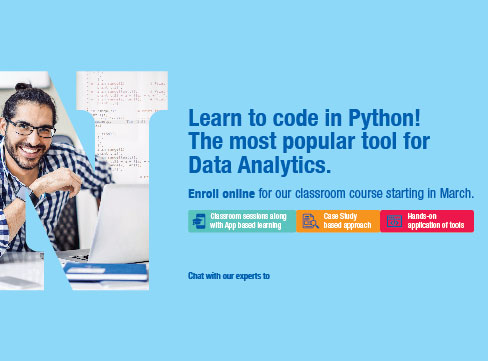 Learn to code in Python!
The most popular tool for
Data Analytics.
Enroll online for our classroom course starting in March.
Classroom sessions along
with App based learning
Case Study
based approach
Hands-on
application of tools
Chat with our experts to